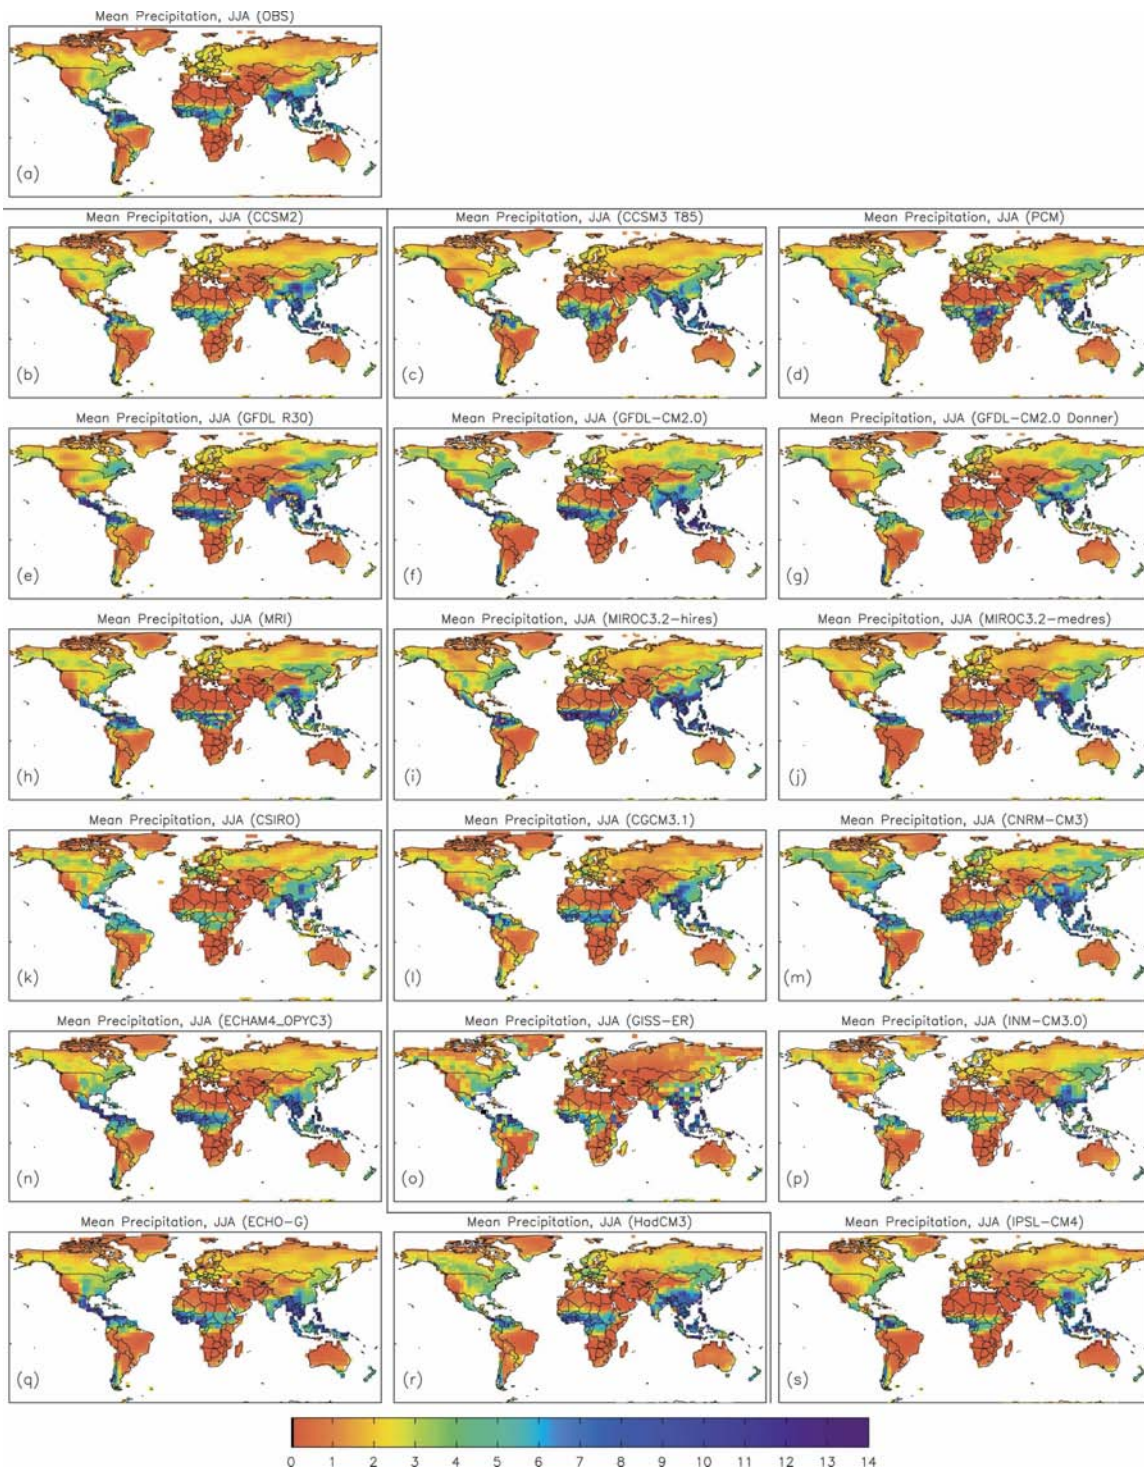 Mean Precipitation, JJA (OBS)
(a)
Mean Precipitation, JJA (CCSM2)
Mean Precipitation, JJA (CCSM3 T85)
Mean Precipitation, JJA (PCM)
(b)
(c)
(d)
Mean Precipitation, JJA (GFDL R30)
Mean Precipitation, JJA (GFDL-CM2.0)
Mean Precipitation, JJA (GFDL-CM2.0 Donner)
(e)
(f)
(g)
Mean Precipitation, JJA (MRI)
Mean Precipitation, JJA (MIROC3.2-hires)
Mean Precipitation, JJA (MIROC3.2-medres)
(h)
(i)
(j)
Mean Precipitation, JJA (CSIRO)
Mean Precipitation, JJA (CGCM3.1)
Mean Precipitation, JJA (CNRM-CM3)
(k)
(l)
(m)
Mean Precipitation, JJA (ECHAM4_OPYC3)
Mean Precipitation, JJA (GISS-ER)
Mean Precipitation, JJA (INM-CM3.0)
(n)
(o)
(p)
Mean Precipitation, JJA (ECHO-G)
Mean Precipitation, JJA (HadCM3)
Mean Precipitation, JJA (IPSL-CM4)
(q)
(r)
(s)
0 1 2 3 4 5 6 7 8 9 10 11 12 13 14